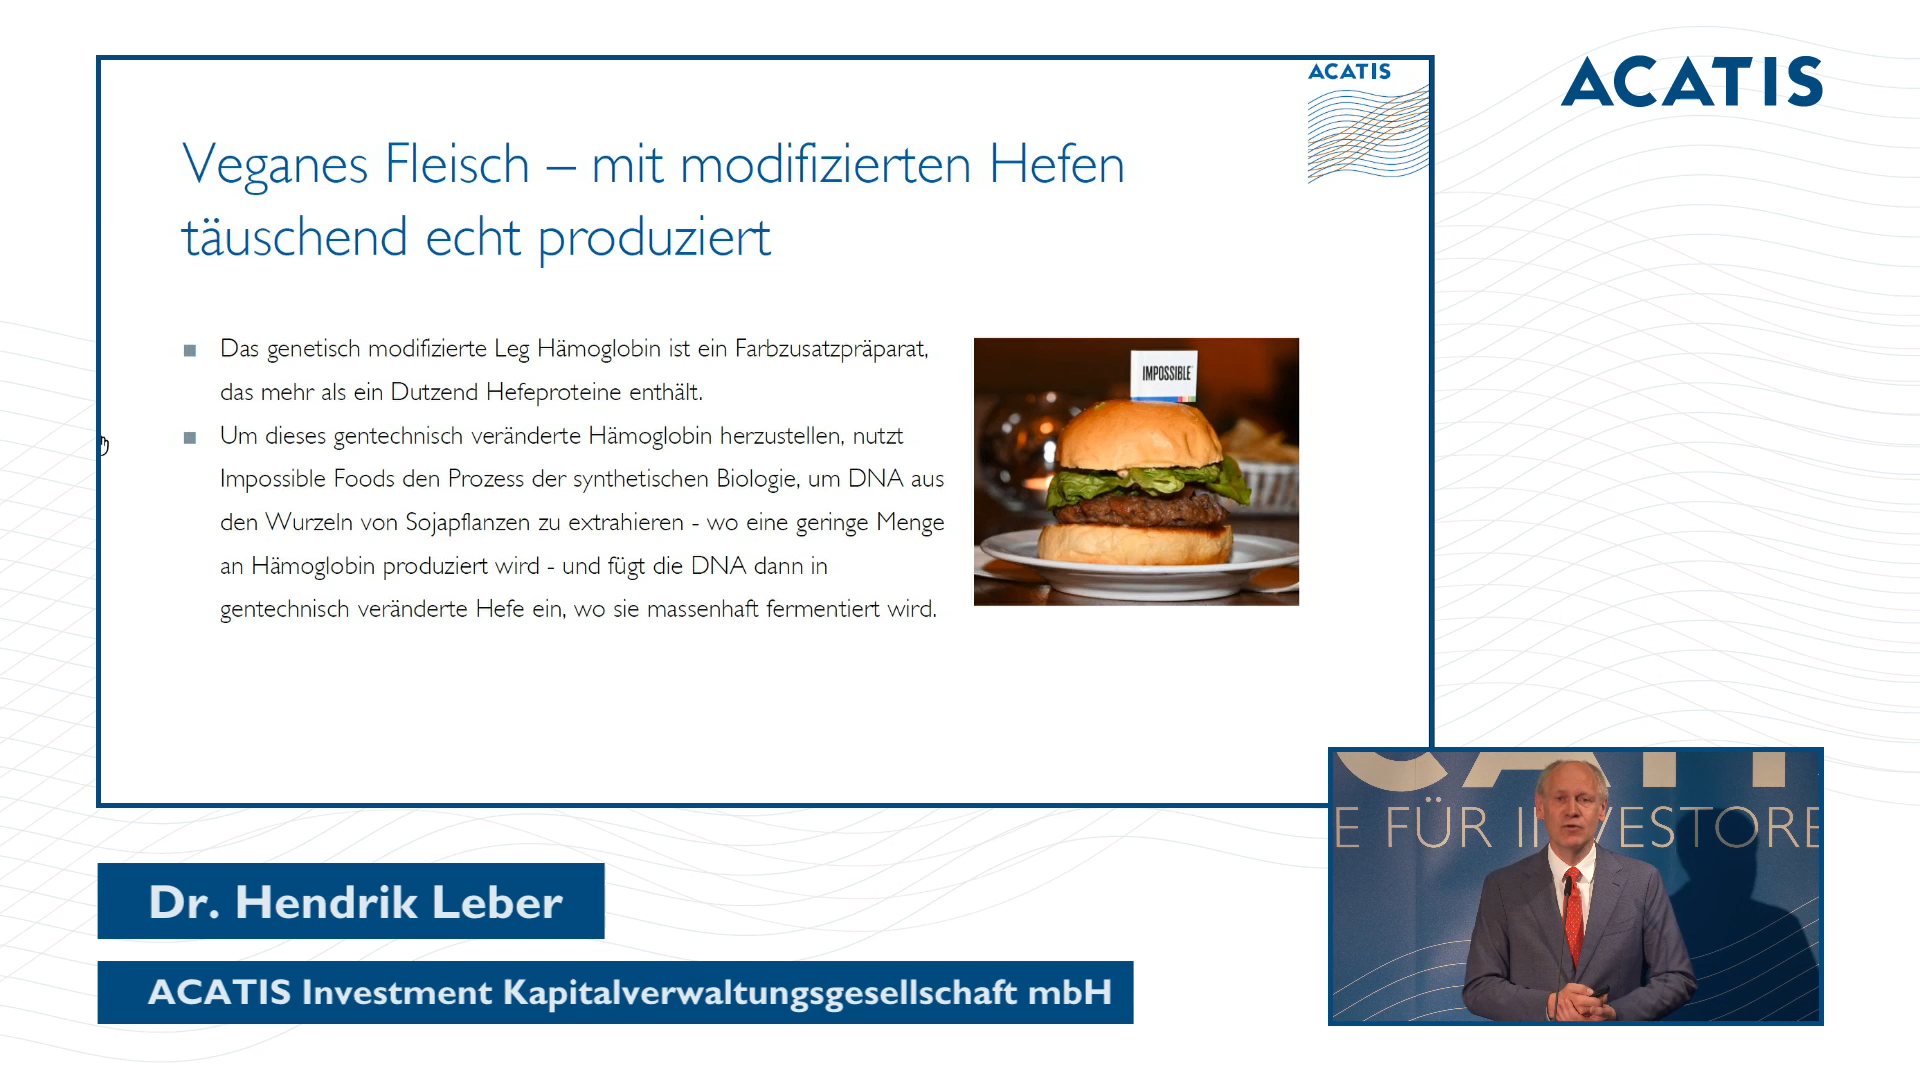 ACATIS
ACATIS
Veganes Fleisch – mit modifizierten Hefen
täuschend echt produziert
Das genetisch modifizierte Leg Hämoglobin ist ein Farbzusatzpräparat,
das mehr als ein Dutzend Hefeproteine enthält.
Um dieses gentechnisch veränderte Hämoglobin herzustellen, nutzt
Impossible Foods den Prozess der synthetischen Biologie, um DNA aus
den Wurzeln von Sojapflanzen zu extrahieren - wo eine geringe Menge
an Hämoglobin produziert wird - und fügt die DNA dann in
gentechnisch veränderte Hefe ein, wo sie massenhaft fermentiert wird.
IMPOSSIBLE
CATI
E FÜR IN VESTORE
Dr. Hendrik Leber
ACATIS Investment Kapitalverwaltungsgesellschaft mbH